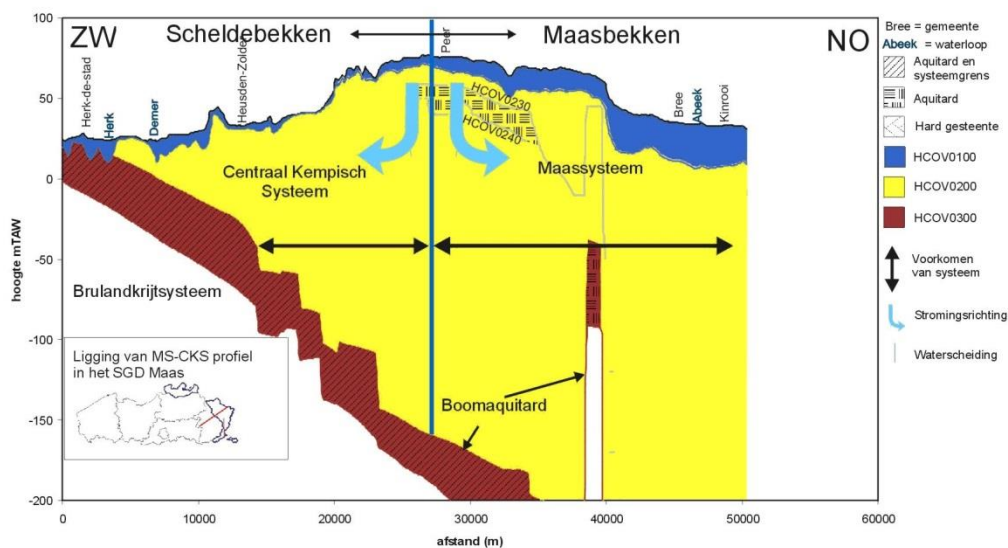 ZW
Scheldebekken
Maasbekken
NO
Herk-de-stad
Herk
Demer
Heusden-Zolder
Peer
Bree
Abeek
Kinrooi
HCOV0230
HCOV0240
Centraal Kempisch
Systeem
Maassysteem
Brulandkrijtsysteem
Boomaquitard
Ligging van MS-CKS profiel
in het SGD Maas
hoogte mTAW
100
50
0
-50
-100
-150
-200
0
10000
20000
30000
40000
50000
60000
afstand (m)
Bree = gemeente
Abeek = waterloop
Aquitard en
systeemgrens
Aquitard
Hard gesteente
HCOV0100
HCOV0200
HCOV0300
Voorkomen
van systeem
Stromingsrichting
Waterscheiding